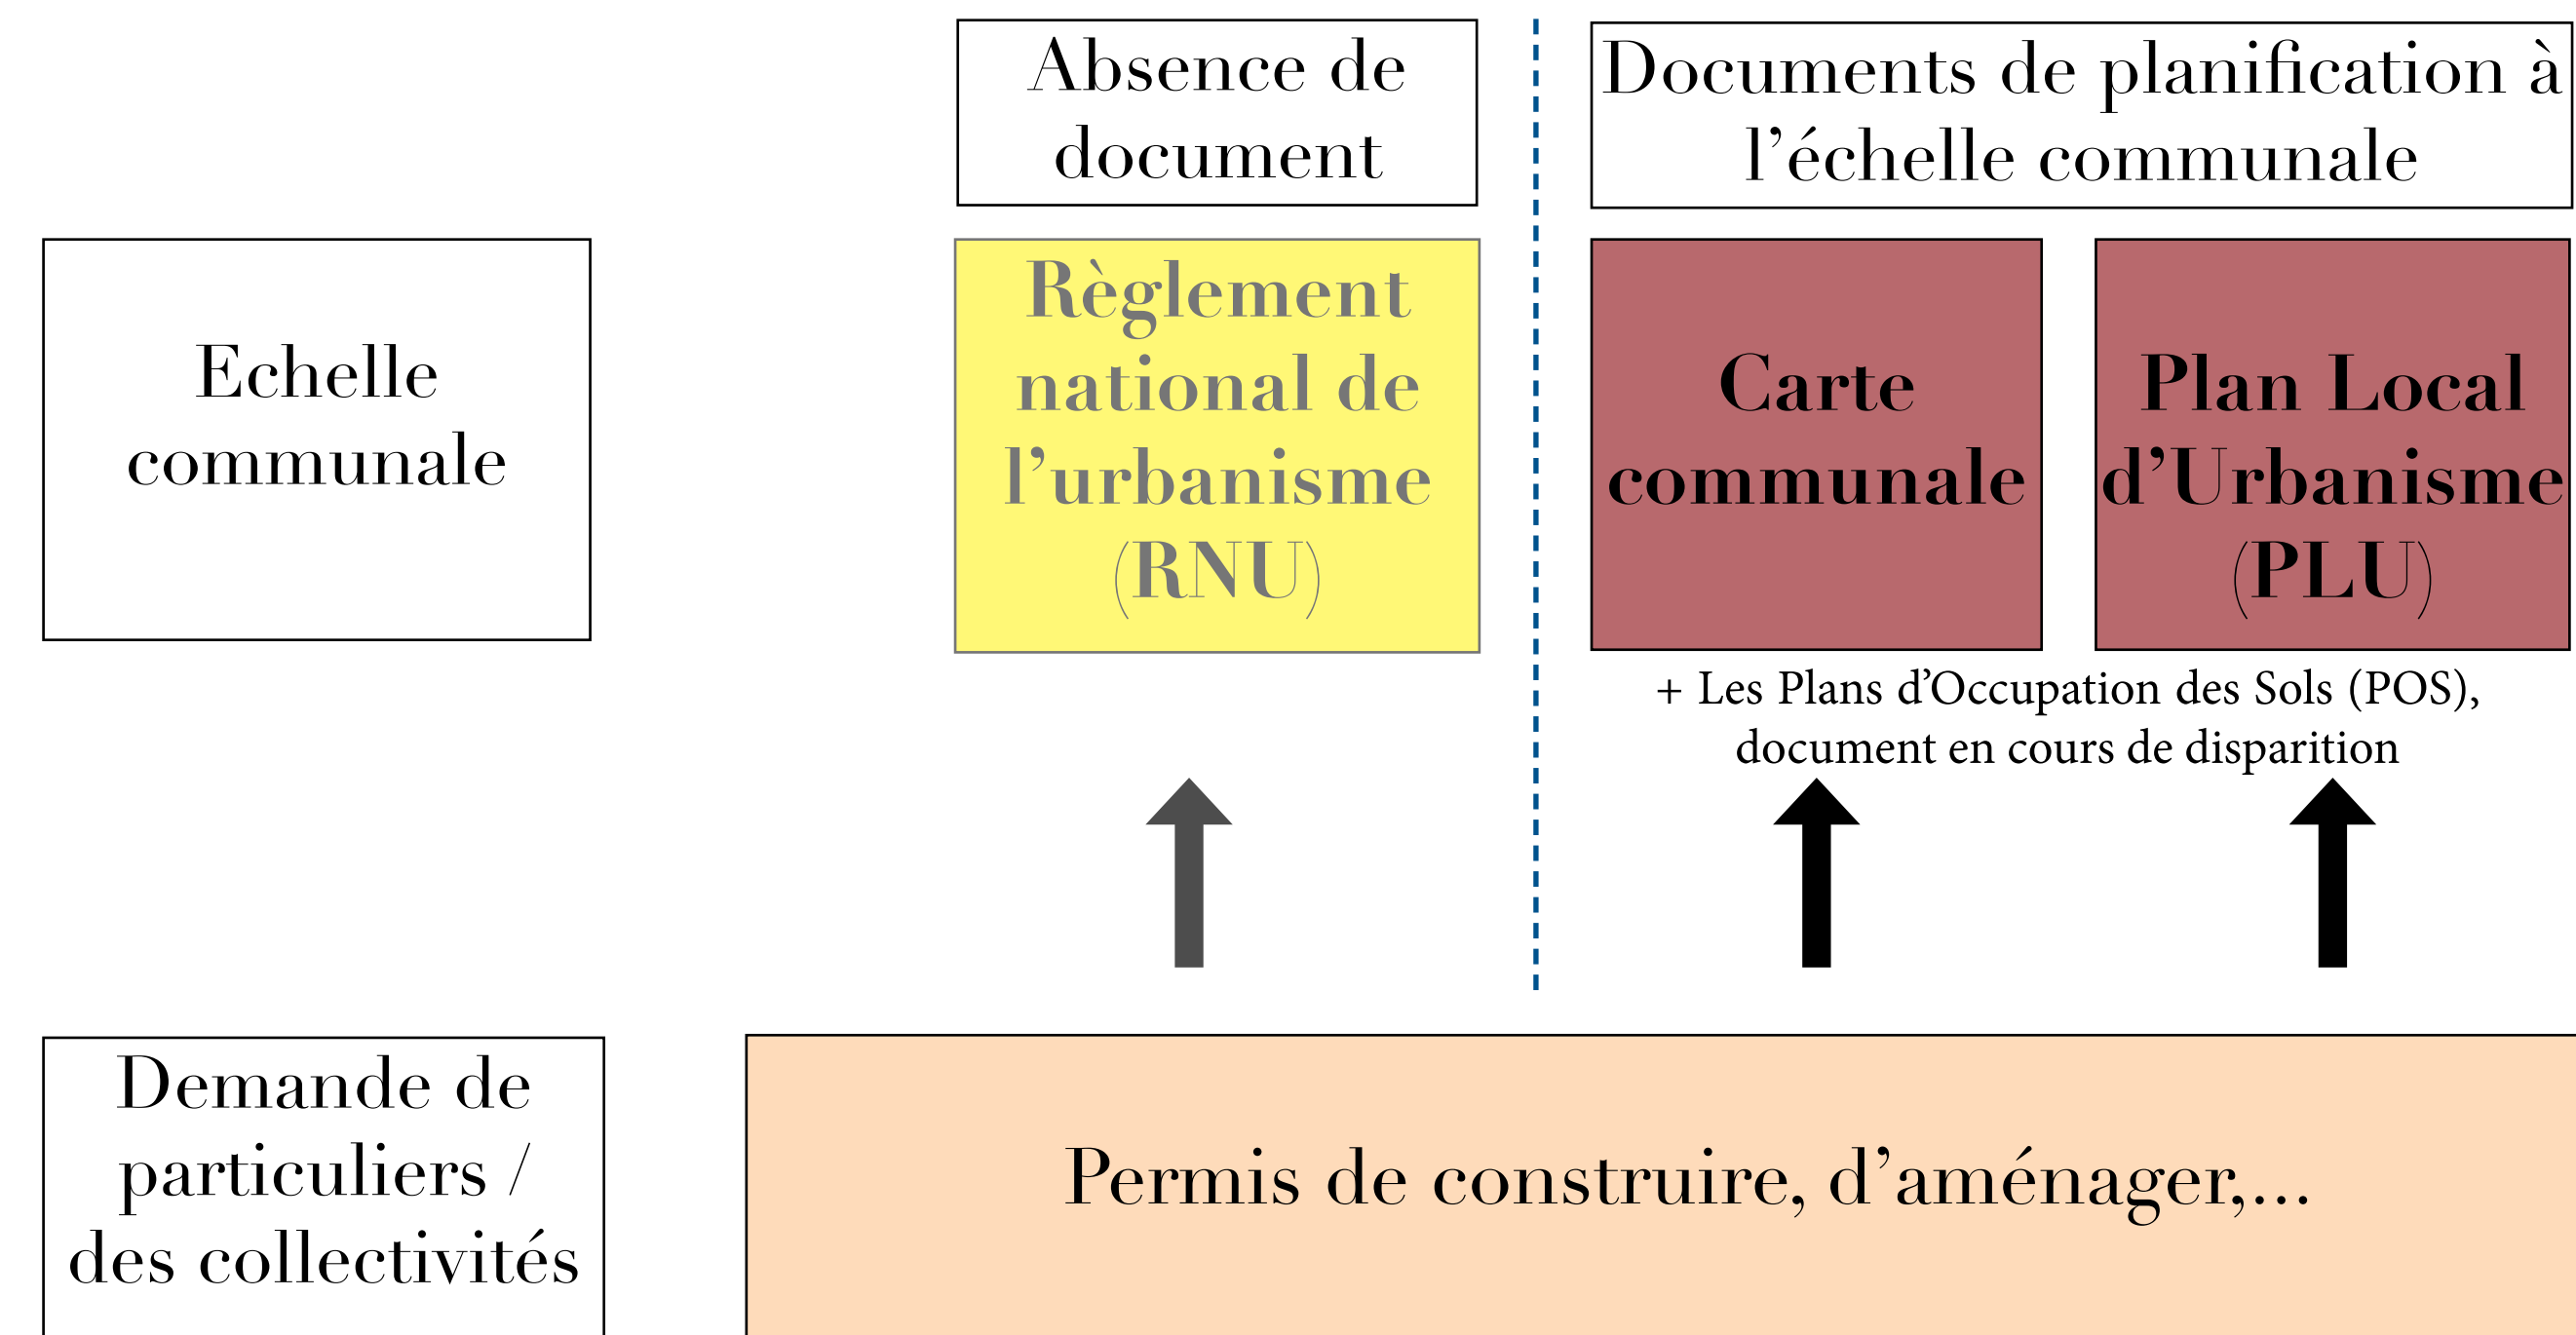 Absence de
document
Documents de planification à
l’échelle communale
Echelle
communale
Règlement
national de
l’urbanisme
(RNU)
Carte
communale
Plan Local
d’Urbanisme
(PLU)
+ Les Plans d’Occupation des Sols (POS),
document en cours de disparition
Demande de
particuliers /
des collectivités
Permis de construire, d’aménager,...